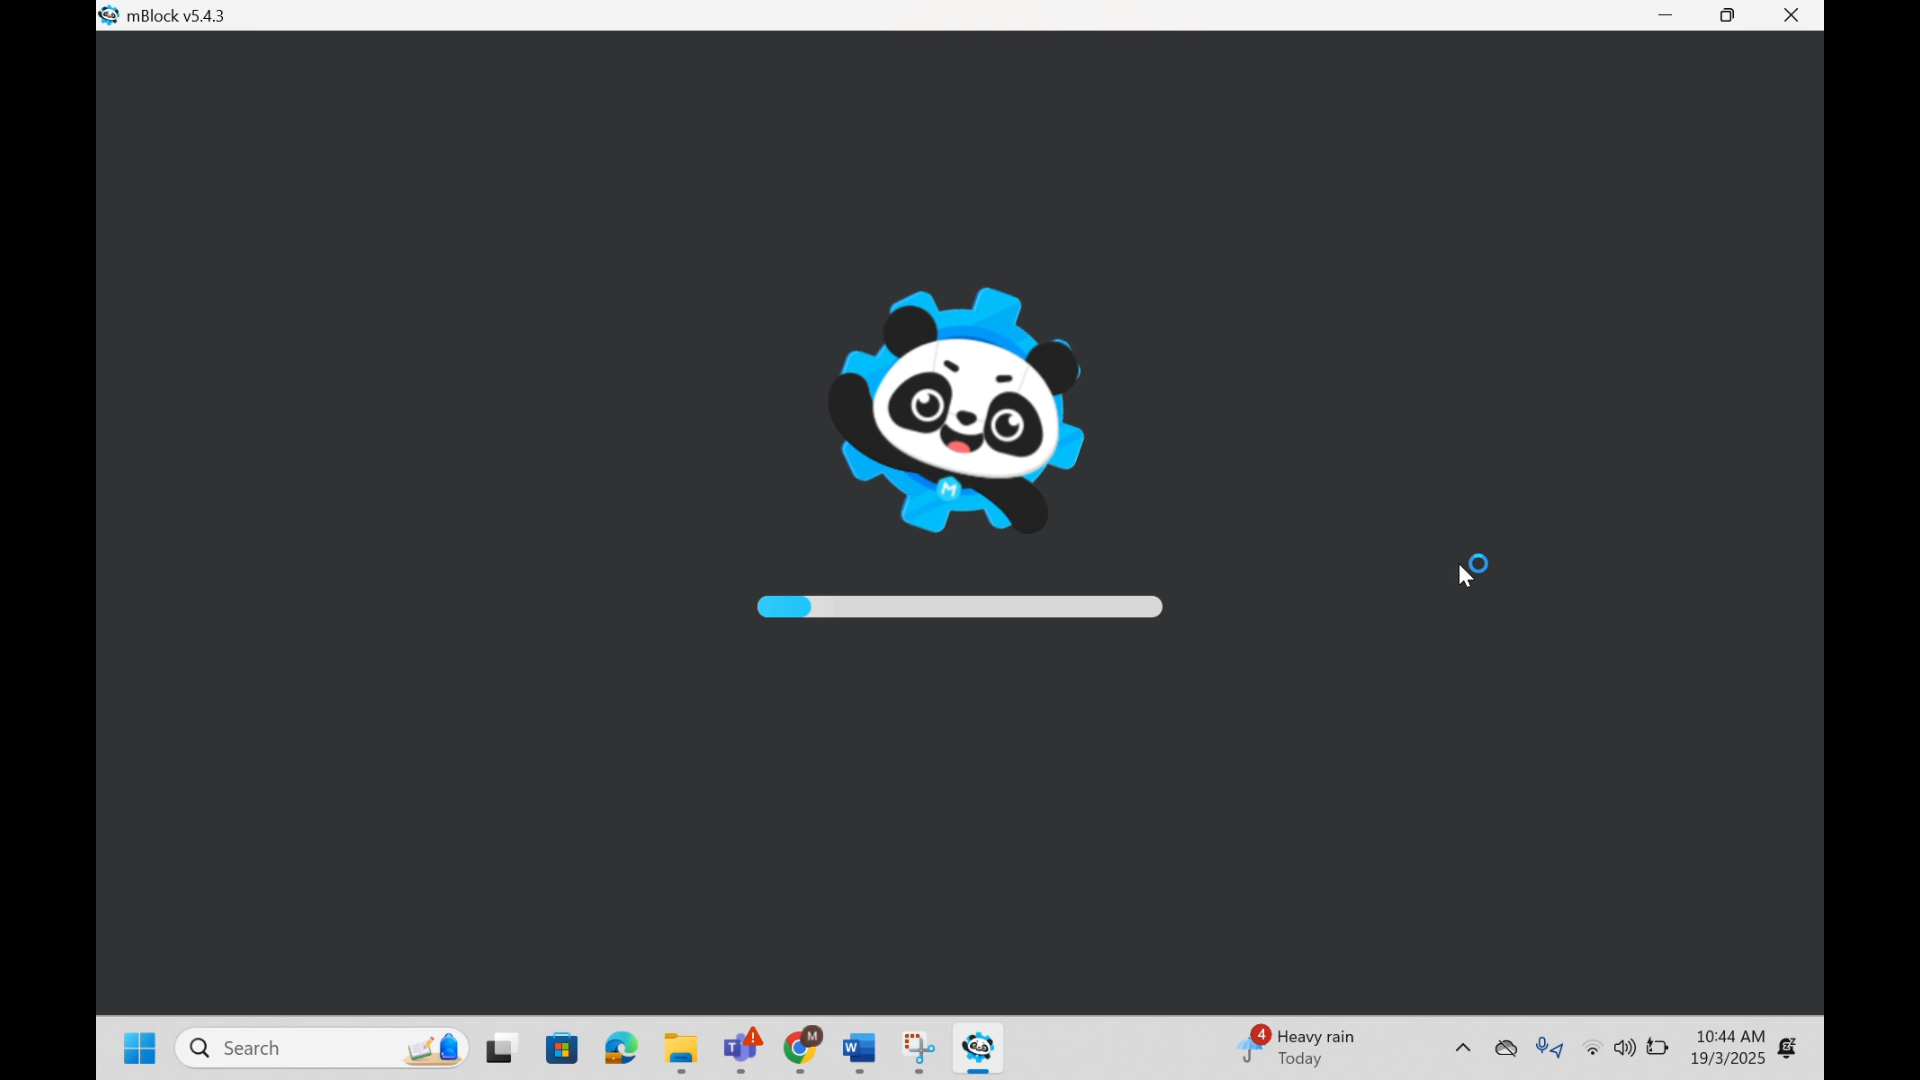 mBlock v5.4.3
M
Search
T
M
W
4
Heavy rain
Today
10:44 AM
19/3/2025